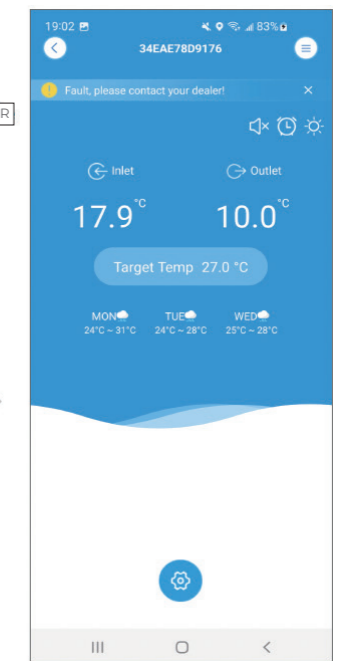 19:02 83%
34EAE78D9176
R
Fault, please contact your dealer!
Inlet Outlet
17.9°C 10.0°C
Target Temp 27.0 °C
MON TUE WED
24°C ~ 31°C 24°C ~ 28°C 25°C ~ 28°C